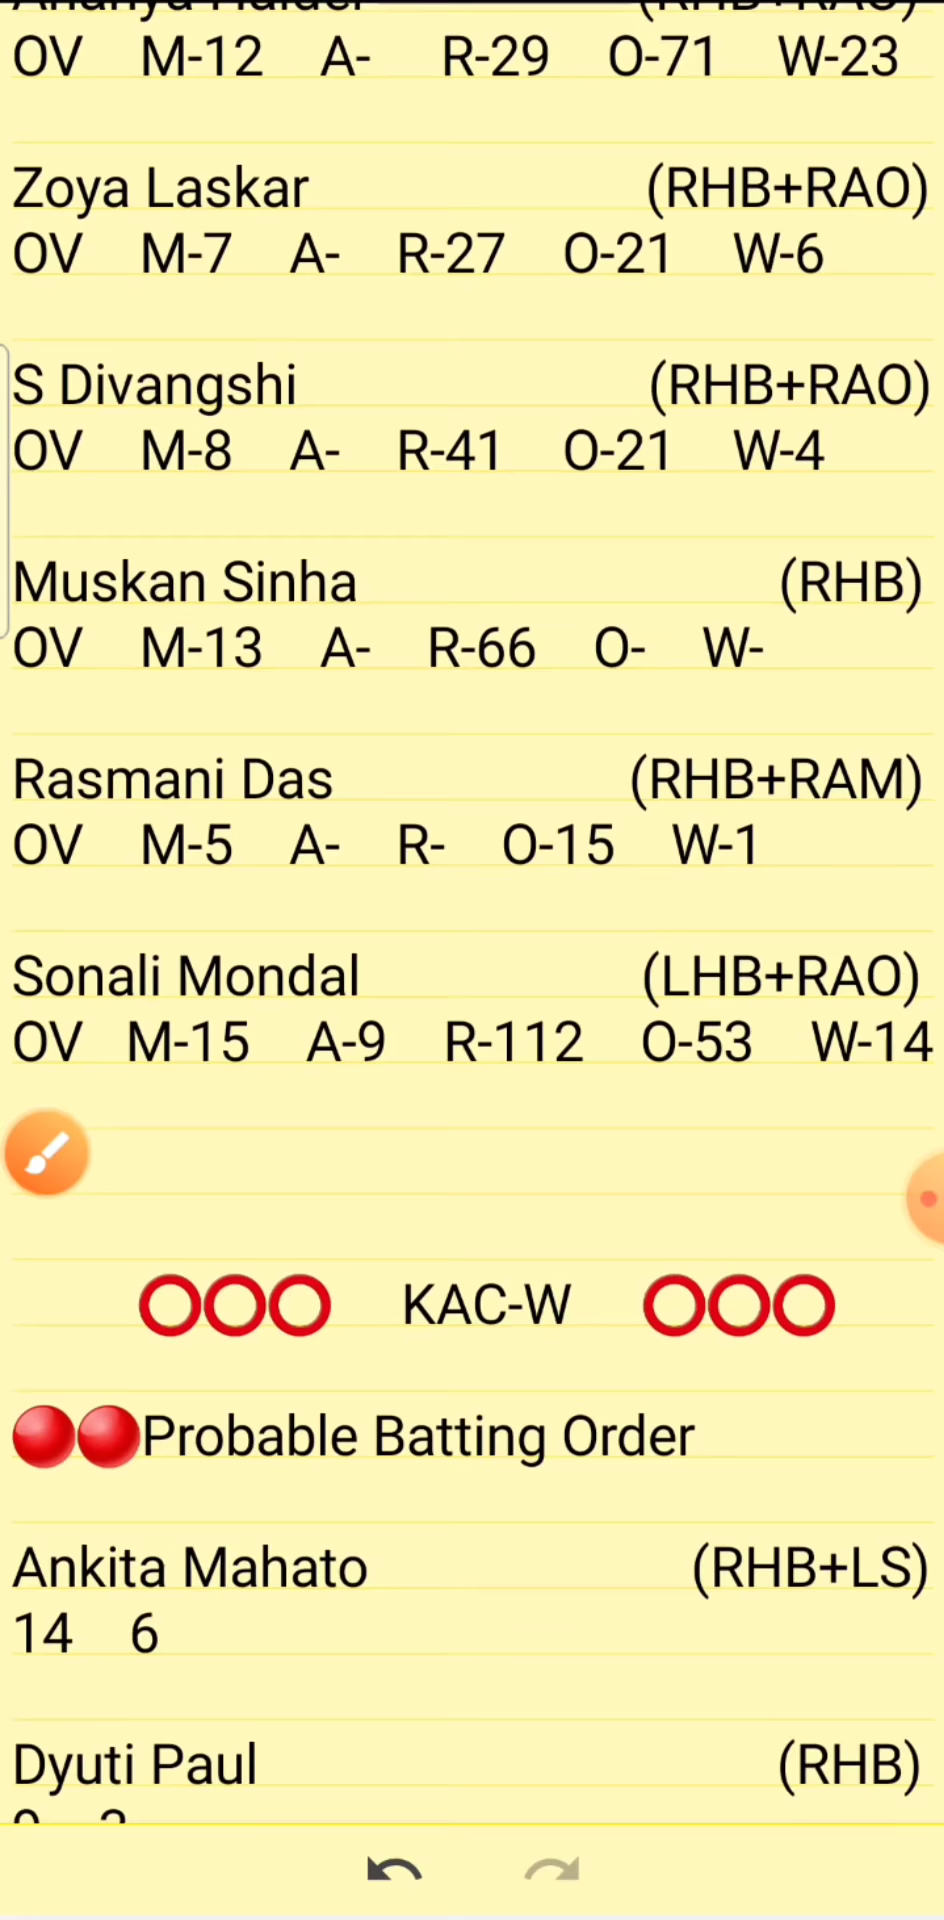 OV M-12 A- R-29 O-71 W-23
Zoya Laskar (RHB+RAO)
OV M-7 A- R-27 O-21 W-6
S Divangshi (RHB+RAO)
OV M-8 A- R-41 O-21 W-4
Muskan Sinha (RHB)
OV M-13 A- R-66 O- W-
Rasmani Das (RHB+RAM)
OV M-5 A- R- O-15 W-1
Sonali Mondal (LHB+RAO)
OV M-15 A-9 R-112 O-53 W-14
⭕⭕⭕ KAC-W ⭕⭕⭕
🔴🔴Probable Batting Order
Ankita Mahato (RHB+LS)
14 6
Dyuti Paul (RHB)